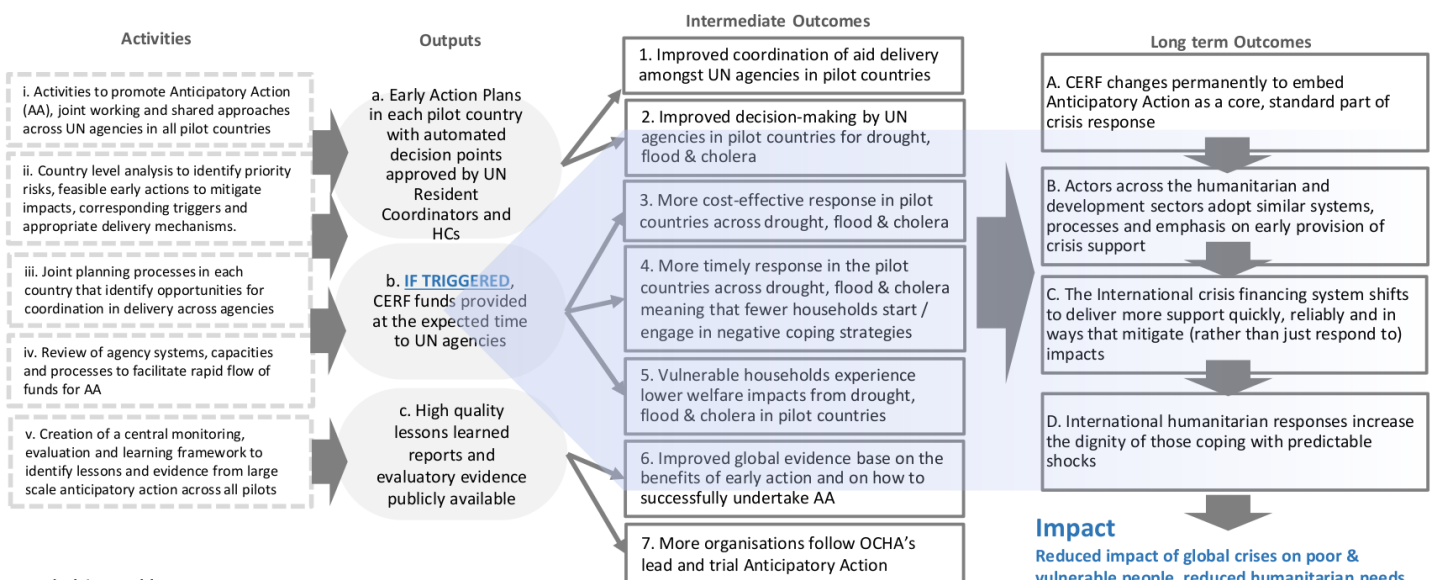 Activities
i. Activities to promote Anticipatory Action
(AA), joint working and shared approaches
across UN agencies in all pilot countries
ii. Country level analysis to identify priority
risks, feasible early actions to mitigate
impacts, corresponding triggers and
appropriate delivery mechanisms.
iii. Joint planning processes in each
country that identify opportunities for
coordination in delivery across agencies
iv. Review of agency systems, capacities
and processes to facilitate rapid flow of
funds for AA
v. Creation of a central monitoring,
evaluation and learning framework to
identify lessons and evidence from large
scale anticipatory action across all pilots
Outputs
a. Early Action Plans
in each pilot country
with automated
decision points
approved by UN
Resident
Coordinators and
HCs
b. IF TRIGGERED,
CERF funds provided
at the expected time
to UN agencies
c. High quality
lessons learned
reports and
evaluatory evidence
publicly available
Intermediate Outcomes
1. Improved coordination of aid delivery
amongst UN agencies in pilot countries
2. Improved decision-making by UN
agencies in pilot countries for drought,
flood & cholera
3. More cost-effective response in pilot
countries across drought, flood & cholera
4. More timely response in the pilot
countries across drought, flood & cholera
meaning that fewer households start /
engage in negative coping strategies
5. Vulnerable households experience
lower welfare impacts from drought,
flood & cholera in pilot countries
6. Improved global evidence base on the
benefits of early action and on how to
successfully undertake AA
7. More organisations follow OCHA's
lead and trial Anticipatory Action
Long term Outcomes
A. CERF changes permanently to embed
Anticipatory Action as a core, standard part of
crisis response
B. Actors across the humanitarian and
development sectors adopt similar systems,
processes and emphasis on early provision of
crisis support
C. The International crisis financing system shifts
to deliver more support quickly, reliably and in
ways that mitigate (rather than just respond to)
impacts
D. International humanitarian responses increase
the dignity of those coping with predictable
shocks
Impact
Reduced impact of global crises on poor &
vulnerable people, reduced humanitarian needs